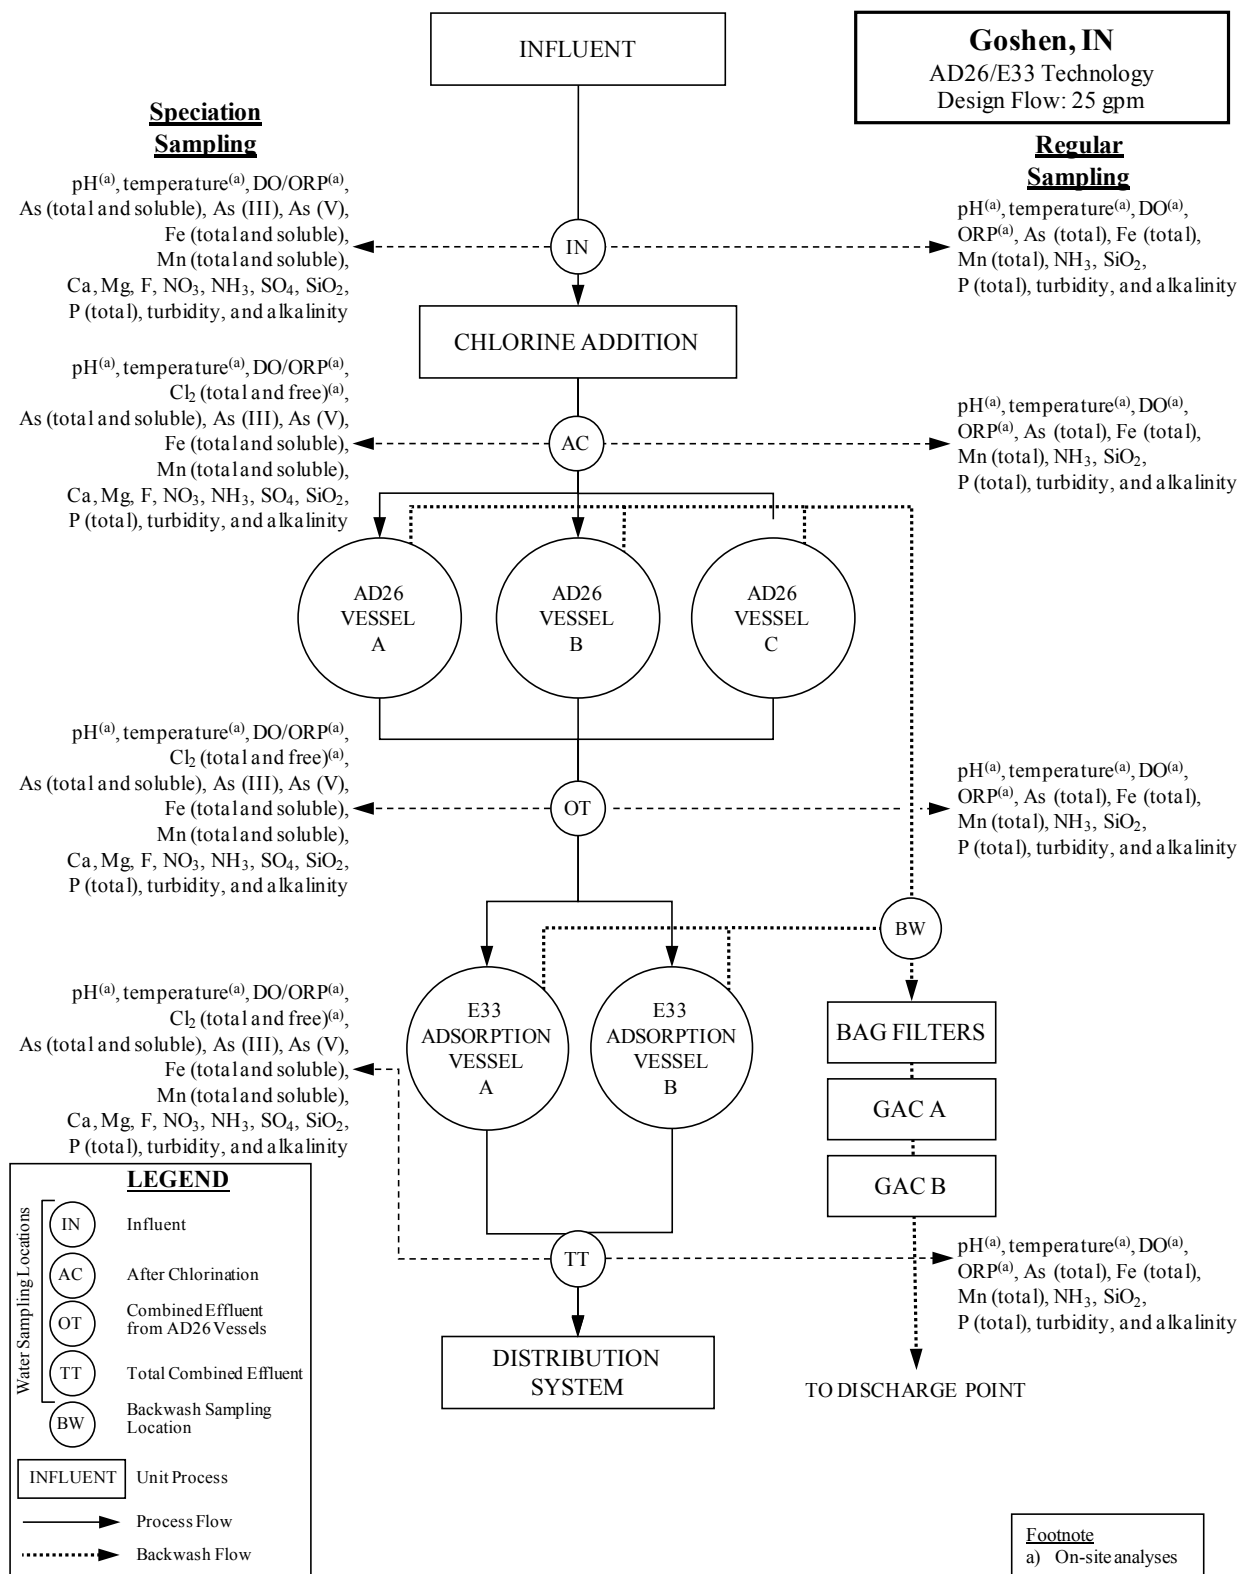 INFLUENT
Goshen, IN
AD26/E33 Technology
Design Flow: 25 gpm
Speciation
Sampling
Regular
Sampling
pH(a), temperature(a), DO/ORP(a),
As (total and soluble), As (III), As (V),
Fe (total and soluble),
Mn (total and soluble),
Ca, Mg, F, NO3, NH3, SO4, SiO2,
P (total), turbidity, and alkalinity
IN
pH(a), temperature(a), DO(a),
ORP(a), As (total), Fe (total),
Mn (total), NH3, SiO2,
P (total), turbidity, and alkalinity
CHLORINE ADDITION
pH(a), temperature(a), DO/ORP(a),
Cl2 (total and free)(a),
As (total and soluble), As (III), As (V),
Fe (total and soluble),
Mn (total and soluble),
Ca, Mg, F, NO3, NH3, SO4, SiO2,
P (total), turbidity, and alkalinity
AC
pH(a), temperature(a), DO(a),
ORP(a), As (total), Fe (total),
Mn (total), NH3, SiO2,
P (total), turbidity, and alkalinity
AD26
VESSEL
A
AD26
VESSEL
B
AD26
VESSEL
C
pH(a), temperature(a), DO/ORP(a),
Cl2 (total and free)(a),
As (total and soluble), As (III), As (V),
Fe (total and soluble),
Mn (total and soluble),
Ca, Mg, F, NO3, NH3, SO4, SiO2,
P (total), turbidity, and alkalinity
OT
pH(a), temperature(a), DO(a),
ORP(a), As (total), Fe (total),
Mn (total), NH3, SiO2,
P (total), turbidity, and alkalinity
BW
pH(a), temperature(a), DO/ORP(a),
Cl2 (total and free)(a),
As (total and soluble), As (III), As (V),
Fe (total and soluble),
Mn (total and soluble),
Ca, Mg, F, NO3, NH3, SO4, SiO2,
P (total), turbidity, and alkalinity
E33
ADSORPTION
VESSEL
A
E33
ADSORPTION
VESSEL
B
BAG FILTERS
GAC A
GAC B
TT
pH(a), temperature(a), DO(a),
ORP(a), As (total), Fe (total),
Mn (total), NH3, SiO2,
P (total), turbidity, and alkalinity
DISTRIBUTION
SYSTEM
TO DISCHARGE POINT
LEGEND
Water Sampling Locations
IN Influent
AC After Chlorination
OT Combined Effluent
from AD26 Vessels
TT Total Combined Effluent
BW Backwash Sampling
Location
INFLUENT Unit Process
Process Flow
Backwash Flow
Footnote
a) On-site analyses